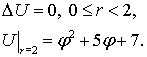 ΔU = 0, 0 ≤ r < 2,
U|r=2 = φ² + 5φ + 7.